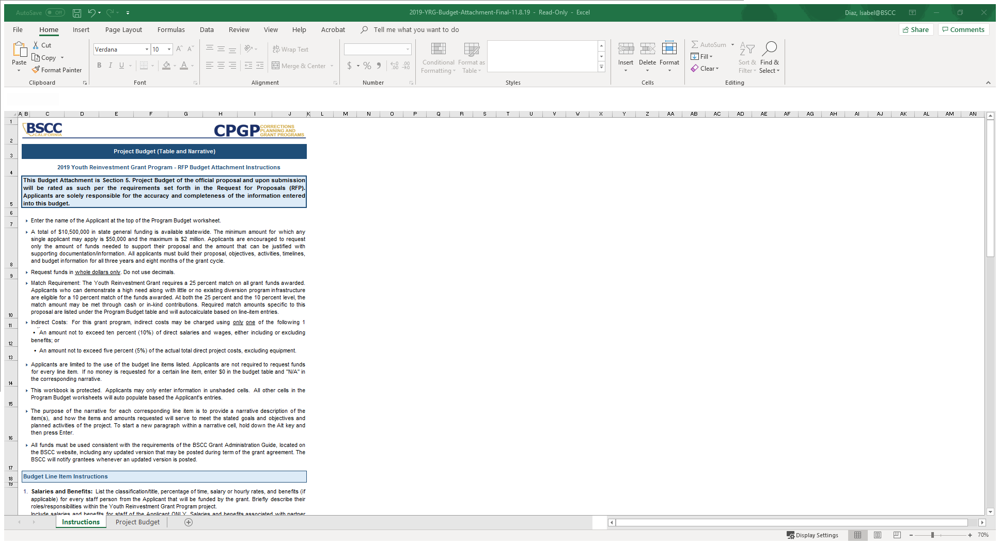 AutoSave Off
2019-YRG-Budget-Attachment-Final-11.8.19 - Read-Only - Excel
Diaz, Isabel@BSCC
File Home Insert Page Layout Formulas Data Review View Help Acrobat Tell me what you want to do
Share Comments
Paste
Cut
Copy
Format Painter
Clipboard
Verdana 10
B I U
Font
Wrap Text
Merge & Center
Alignment
$ % 9
Number
Conditional Formatting
Format as Table
Styles
Insert Delete Format
Cells
AutoSum
Fill
Clear
Sort & Filter
Find & Select
Editing
A B C D E F G H I J K L M N O P Q R S T U V W X Y Z AA AB AC AD AE AF AG AH AI AJ AK AL AM AN
1
BSCC
CALIFORNIA
CPGP CORRECTIONS
PLANNING AND
GRANT PROGRAMS
2
Project Budget (Table and Narrative)
3
2019 Youth Reinvestment Grant Program - RFP Budget Attachment Instructions
4
This Budget Attachment is Section 5. Project Budget of the official proposal and upon submission
will be rated as such per the requirements set forth in the Request for Proposals (RFP).
Applicants are solely responsible for the accuracy and completeness of the information entered
into this budget.
5
6
Enter the name of the Applicant at the top of the Program Budget worksheet.
7
A total of $10,500,000 in state general funding is available statewide. The minimum amount for which any
single applicant may apply is $50,000 and the maximum is $2 million. Applicants are encouraged to request
only the amount of funds needed to support their proposal and the amount that can be justified with
supporting documentation/information. All applicants must build their proposal, objectives, activities, timelines,
and budget information for all three years and eight months of the grant cycle.
8
Request funds in whole dollars only. Do not use decimals.
9
Match Requirement: The Youth Reinvestment Grant requires a 25 percent match on all grant funds awarded.
Applicants who can demonstrate a high need along with little or no existing diversion program infrastructure
are eligible for a 10 percent match of the funds awarded. At both the 25 percent and the 10 percent level, the
match amount may be met through cash or in-kind contributions. Required match amounts specific to this
proposal are listed under the Program Budget table and will autocalculate based on line-item entries.
10
Indirect Costs: For this grant program, indirect costs may be charged using only one of the following 1
11
• An amount not to exceed ten percent (10%) of direct salaries and wages, either including or excluding
benefits; or
12
• An amount not to exceed five percent (5%) of the actual total direct project costs, excluding equipment.
13
Applicants are limited to the use of the budget line items listed. Applicants are not required to request funds
for every line item. If no money is requested for a certain line item, enter $0 in the budget table and "N/A" in
the corresponding narrative.
14
This workbook is protected. Applicants may only enter information in unshaded cells. All other cells in the
Program Budget worksheets will auto populate based the Applicant's entries.
15
The purpose of the narrative for each corresponding line item is to provide a narrative description of the
item(s), and how the items and amounts requested will serve to meet the stated goals and objectives and
planned activities of the project. To start a new paragraph within a narrative cell, hold down the Alt key and
then press Enter.
16
All funds must be used consistent with the requirements of the BSCC Grant Administration Guide, located on
the BSCC website, including any updated version that may be posted during term of the grant agreement. The
BSCC will notify grantees whenever an updated version is posted.
17
Budget Line Item Instructions
18
19
1. Salaries and Benefits: List the classification/title, percentage of time, salary or hourly rates, and benefits (if
applicable) for every staff person from the Applicant that will be funded by the grant. Briefly describe their
roles/responsibilities within the Youth Reinvestment Grant Program project.
Include salaries and benefits for staff of the Applicant ONLY. Salaries and benefits associated with partner
Instructions Project Budget
Display Settings 70%